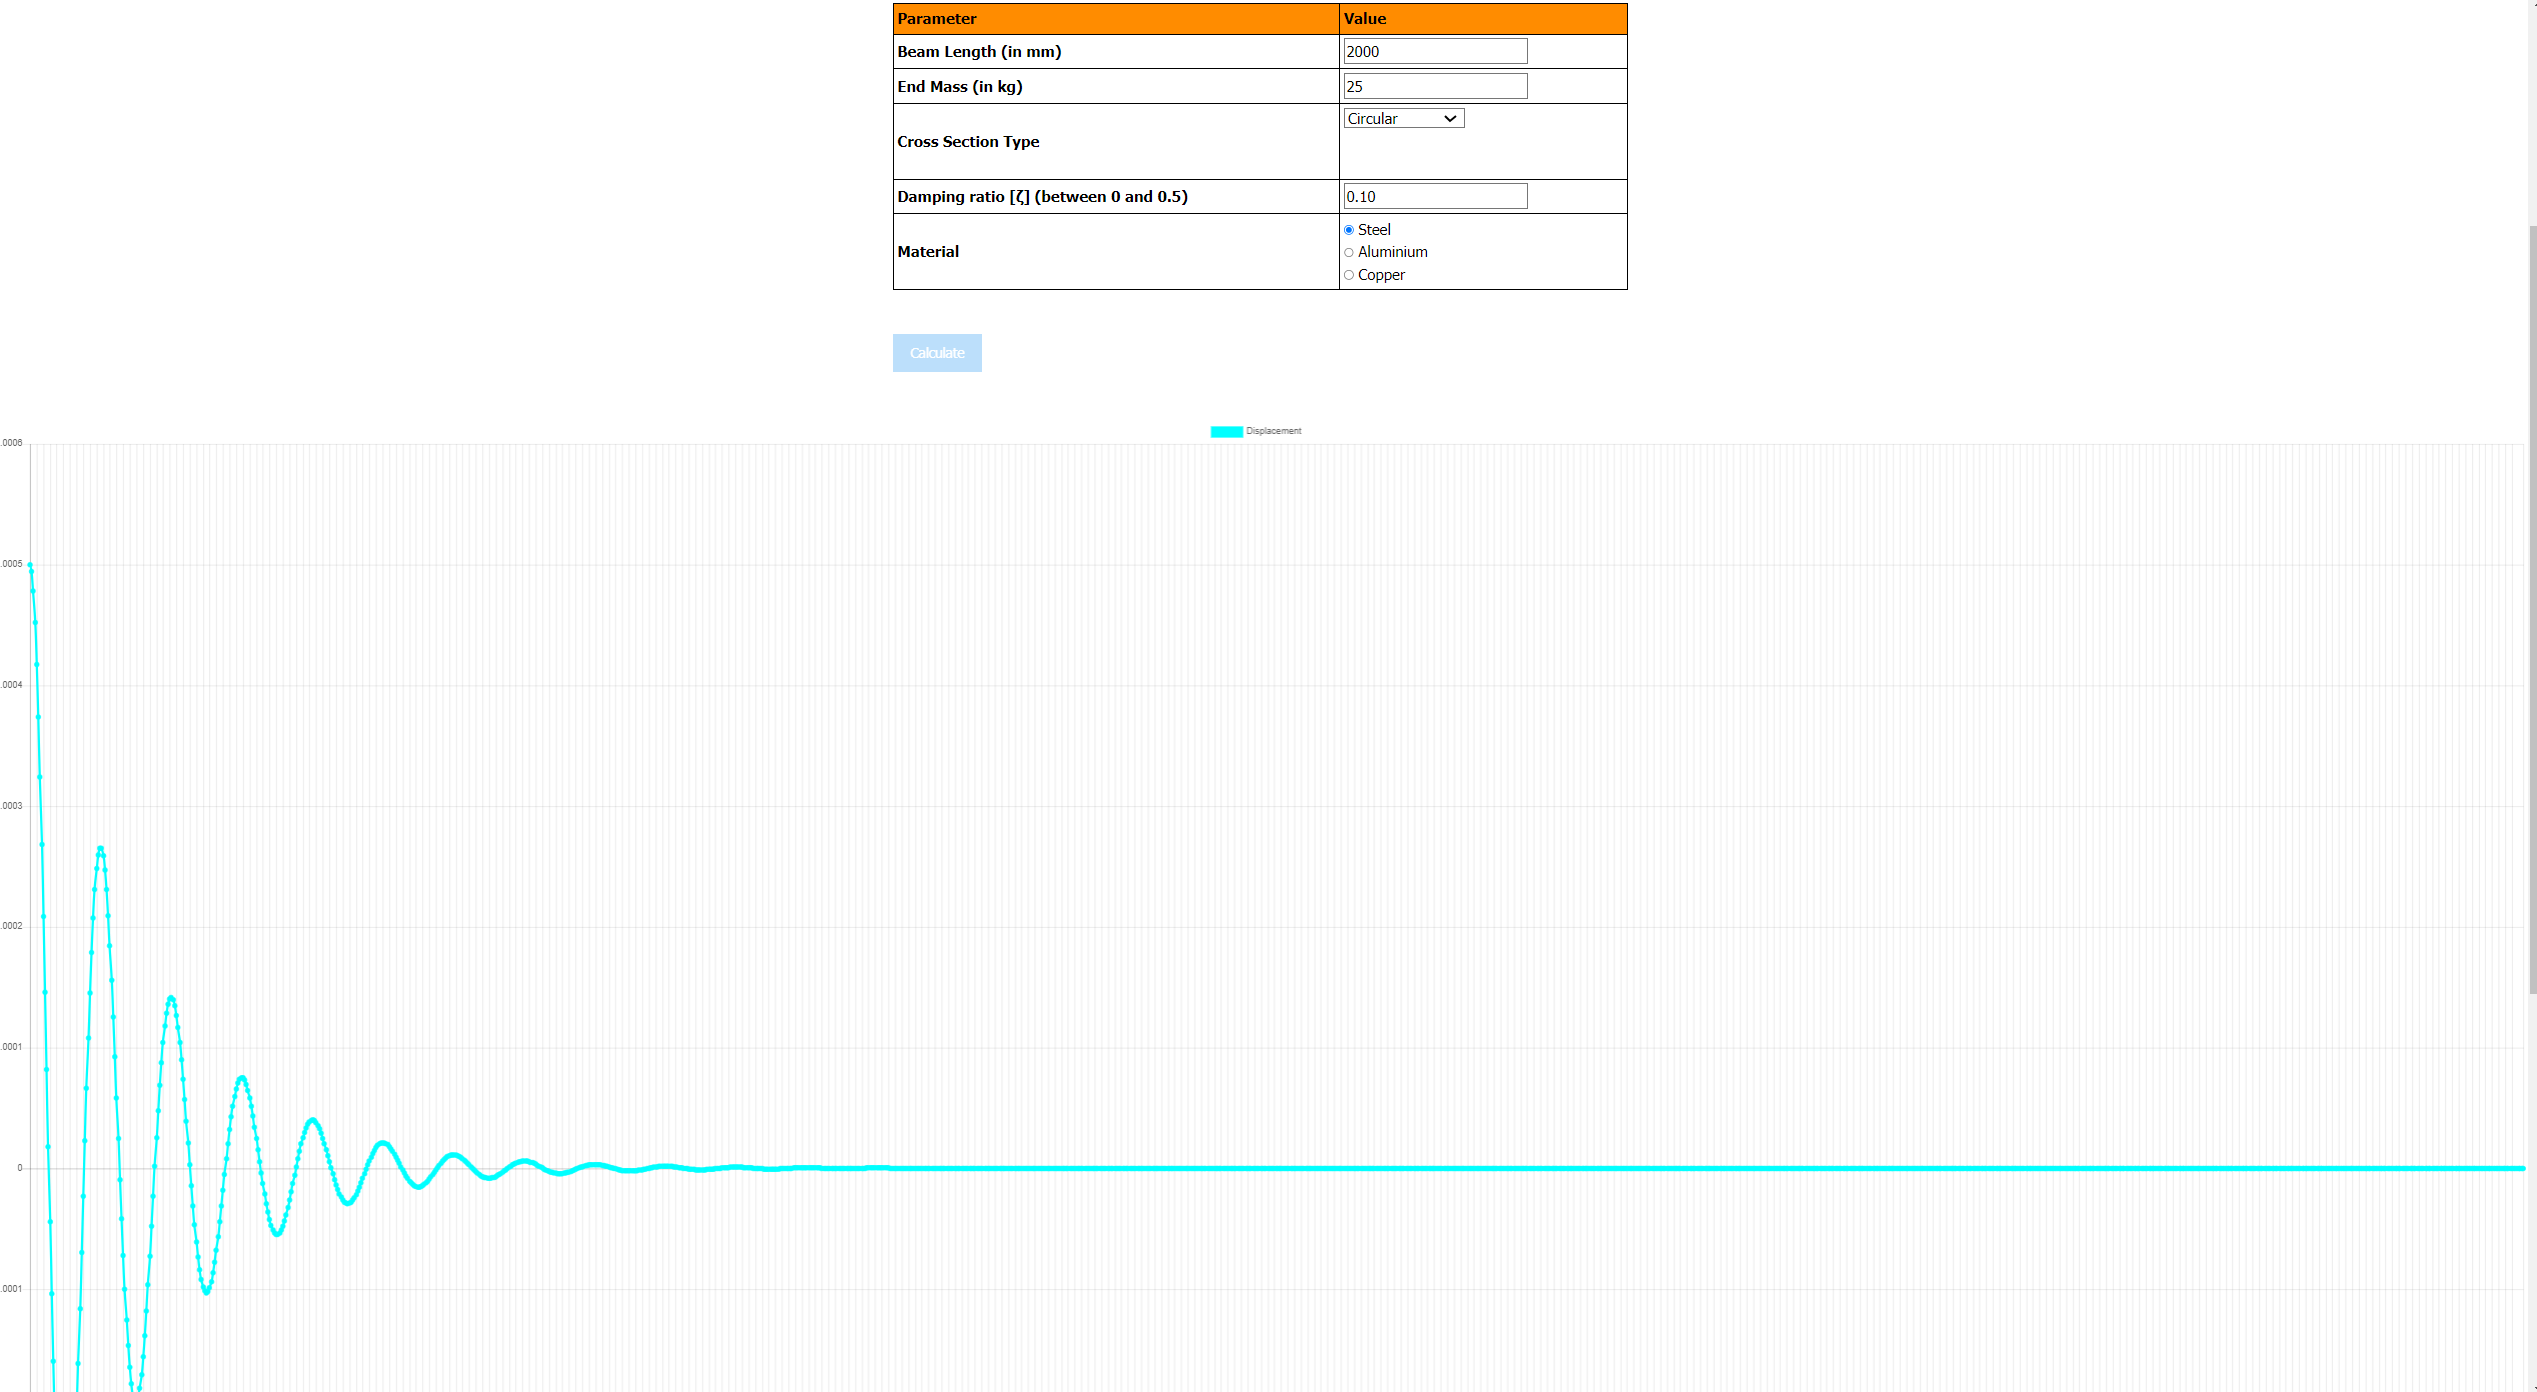 Parameter Value
Beam Length (in mm) 2000
End Mass (in kg) 25
Cross Section Type Circular
Damping ratio [ζ] (between 0 and 0.5) 0.10
Material
Steel
Aluminium
Copper
Calculate
Displacement
.0006
.0005
.0004
.0003
.0002
.0001
0
.0001